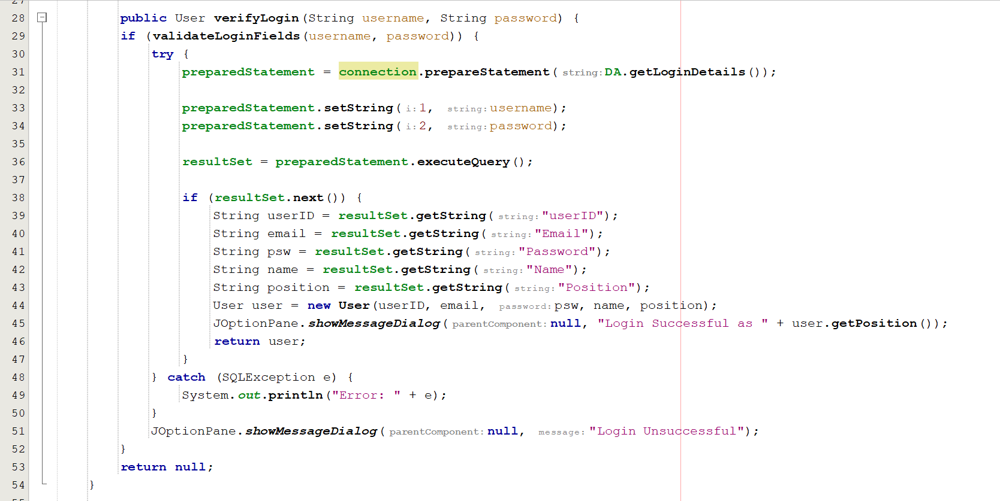 28 public User verifyLogin(String username, String password) {
29 if (validateLoginFields(username, password)) {
30 try {
31 preparedStatement = connection.prepareStatement( string: DA.getLoginDetails());
32
33 preparedStatement.setString( i: 1, string: username);
34 preparedStatement.setString( i: 2, string: password);
35
36 resultSet = preparedStatement.executeQuery();
37
38 if (resultSet.next()) {
39 String userID = resultSet.getString( string: "userID");
40 String email = resultSet.getString( string: "Email");
41 String psw = resultSet.getString( string: "Password");
42 String name = resultSet.getString( string: "Name");
43 String position = resultSet.getString( string: "Position");
44 User user = new User(userID, email, password: psw, name, position);
45 JOptionPane.showMessageDialog( parentComponent: null, "Login Successful as " + user.getPosition());
46 return user;
47 }
48 } catch (SQLException e) {
49 System.out.println("Error: " + e);
50 }
51 JOptionPane.showMessageDialog( parentComponent: null, message: "Login Unsuccessful");
52 }
53 return null;
54 }